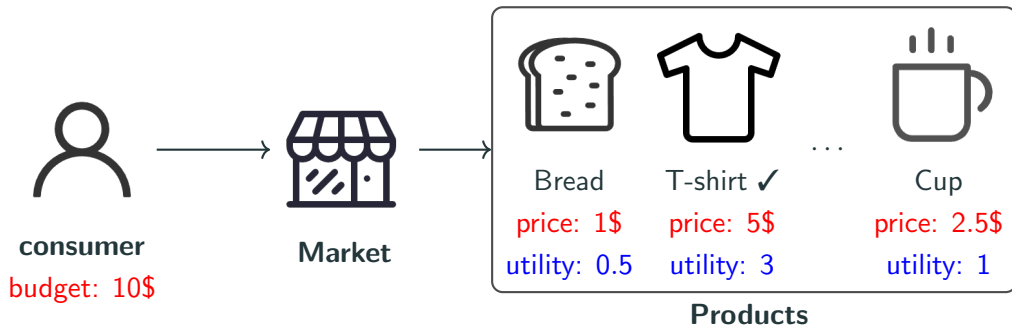 consumer
budget: 10$
Market
Bread
price: 1$
utility: 0.5
T-shirt ✓
price: 5$
utility: 3
...
Cup
price: 2.5$
utility: 1
Products